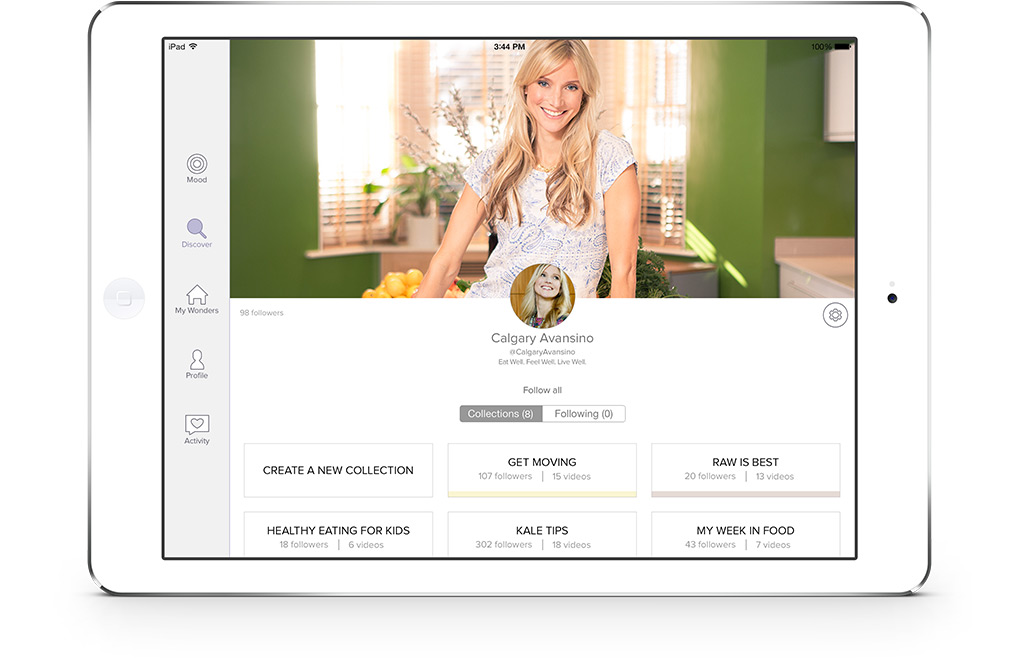 iPad
3:44 PM
100%
Mood
Discover
My Wonders
Profile
Activity
98 followers
Calgary Avansino
@CalgaryAvansino
Eat Well. Feel Well. Live Well.
Follow all
Collections (8)
Following (0)
CREATE A NEW COLLECTION
GET MOVING
107 followers | 15 videos
RAW IS BEST
20 followers | 13 videos
HEALTHY EATING FOR KIDS
18 followers | 6 videos
KALE TIPS
302 followers | 18 videos
MY WEEK IN FOOD
43 followers | 7 videos